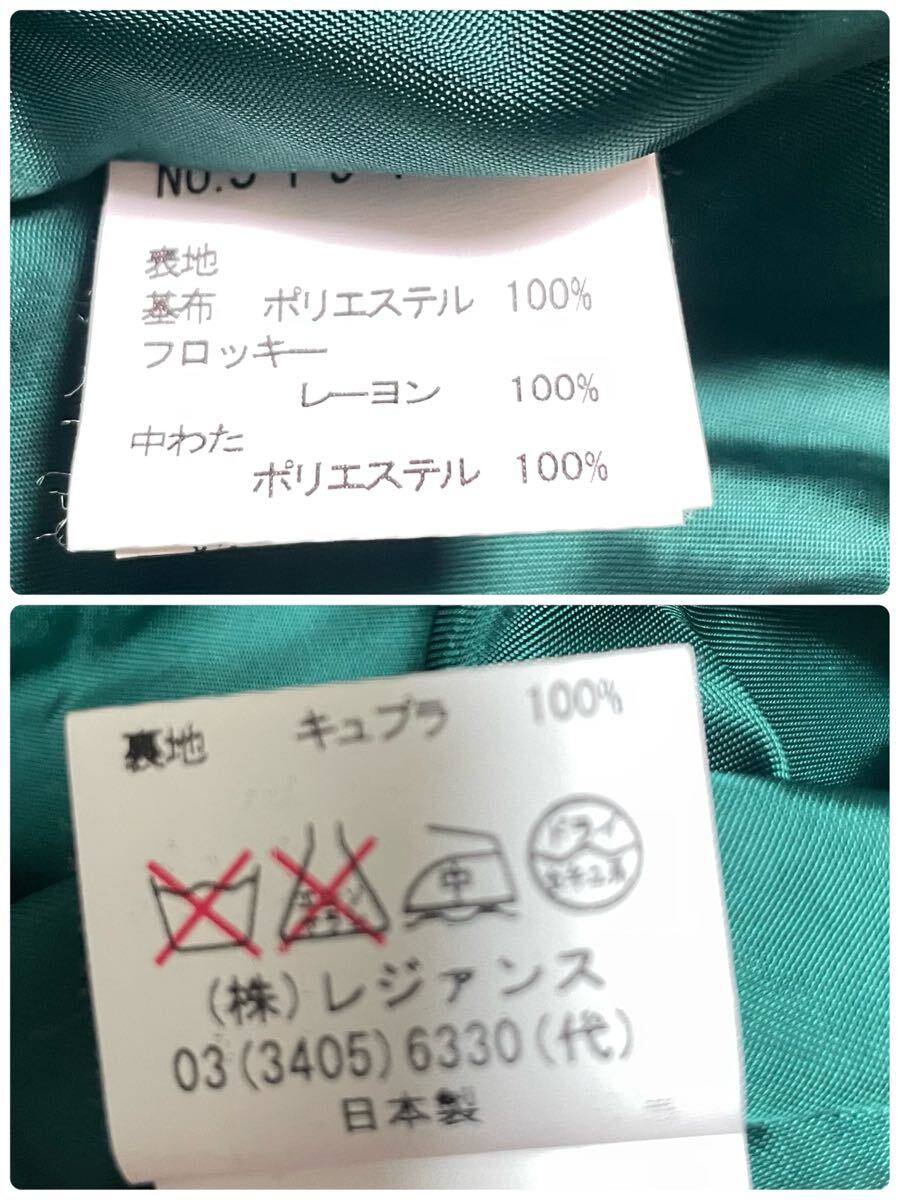 表地
基布 ポリエステル 100%
フロッキー
レーヨン 100%
中わた
ポリエステル 100%
裏地 キュプラ 100%
中
ドライ
(株)レジァンス
03(3405)6330(代)
日本製